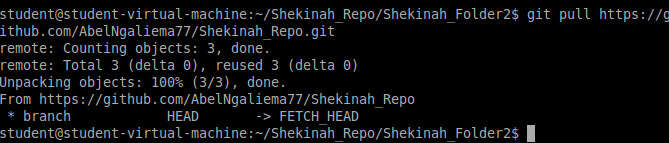 student@student-virtual-machine:~/Shekinah_Repo/Shekinah_Folder2$ git pull https://g
ithub.com/AbelNgaliema77/Shekinah_Repo.git
remote: Counting objects: 3, done.
remote: Total 3 (delta 0), reused 3 (delta 0)
Unpacking objects: 100% (3/3), done.
From https://github.com/AbelNgaliema77/Shekinah_Repo
 * branch            HEAD       -> FETCH_HEAD
student@student-virtual-machine:~/Shekinah_Repo/Shekinah_Folder2$